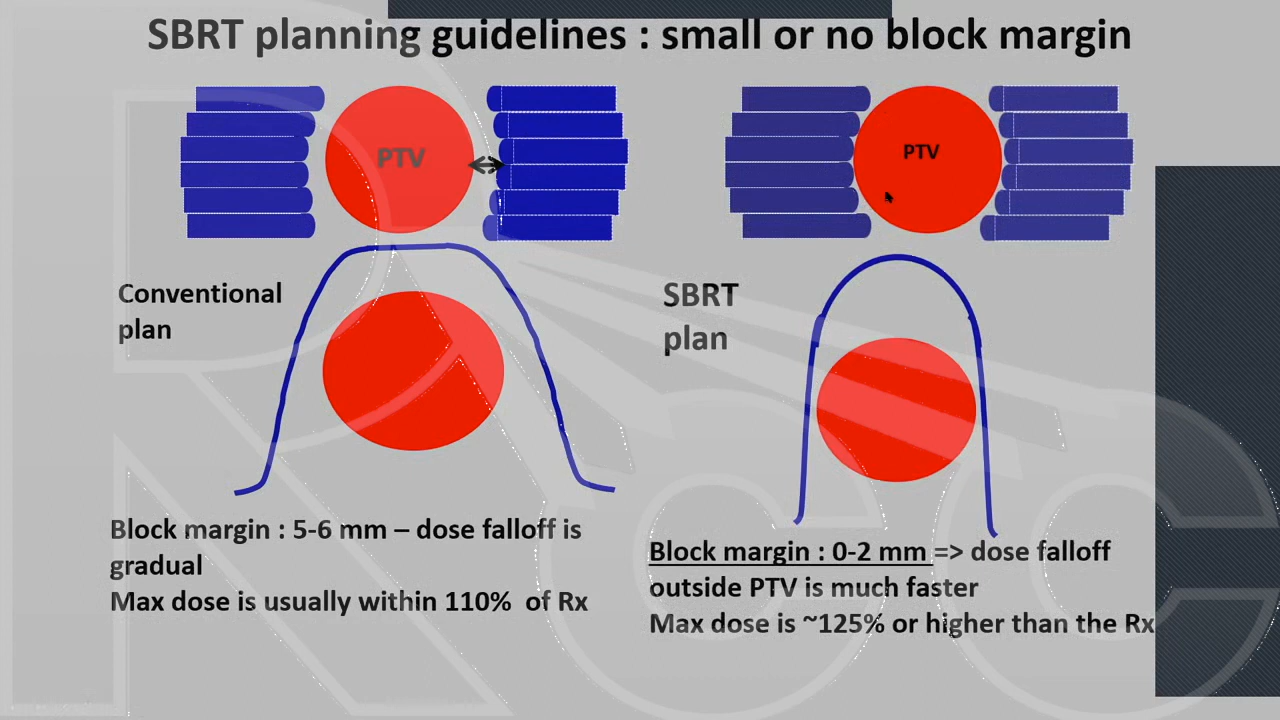 SBRT planning guidelines : small or no block margin
PTV
PTV
Conventional
plan
SBRT
plan
Block margin : 5-6 mm – dose falloff is
gradual
Max dose is usually within 110% of Rx
Block margin : 0-2 mm => dose falloff
outside PTV is much faster
Max dose is ~125% or higher than the Rx